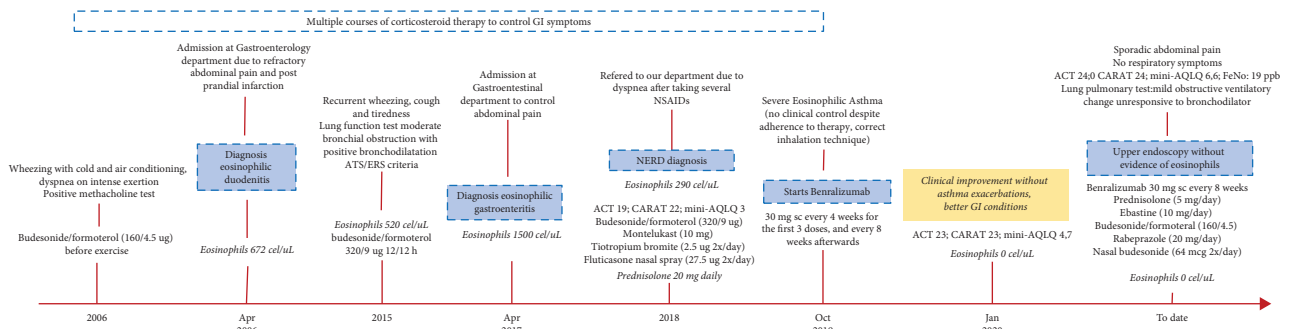 Multiple courses of corticosteroid therapy to control GI symptoms
Wheezing with cold and air conditioning,
dyspnea on intense exertion
Positive methacholine test
Budesonide/formoterol (160/4.5 ug)
before exercise
2006
Admission at Gastroenterology
department due to refractory
abdominal pain and post
prandial infarction
Diagnosis
eosinophilic
duodenitis
Eosinophils 672 cel/uL
Apr
2006
Recurrent wheezing, cough
and tiredness
Lung function test moderate
bronchial obstruction with
positive bronchodilatation
ATS/ERS criteria
Eosinophils 520 cel/uL
budesonide/formoterol
320/9 ug 12/12 h
2015
Admission at
Gastroentestinal
department to control
abdominal pain
Diagnosis eosinophilic
gastroenteritis
Eosinophils 1500 cel/uL
Apr
2017
Refered to our department due to
dyspnea after taking several
NSAIDs
NERD diagnosis
Eosinophils 290 cel/uL
ACT 19; CARAT 22; mini-AQLQ 3
Budesonide/formoterol (320/9 ug)
Montelukast (10 mg)
Tiotropium bromite (2.5 ug 2x/day)
Fluticasone nasal spray (27.5 ug 2x/day)
Prednisolone 20 mg daily
2018
Severe Eosinophilic Asthma
(no clinical control despite
adherence to therapy, correct
inhalation technique)
Starts Benralizumab
30 mg sc every 4 weeks for
the first 3 doses, and every 8
weeks afterwards
Oct
2019
Clinical improvement without
asthma exacerbations,
better GI conditions
ACT 23; CARAT 23; mini-AQLQ 4,7
Eosinophils 0 cel/uL
Jan
2020
Sporadic abdominal pain
No respiratory symptoms
ACT 24;0 CARAT 24; mini-AQLQ 6,6; FeNo: 19 ppb
Lung pulmonary test:mild obstructive ventilatory
change unresponsive to bronchodilator
Upper endoscopy without
evidence of eosinophils
Benralizumab 30 mg sc every 8 weeks
Prednisolone (5 mg/day)
Ebastine (10 mg/day)
Budesonide/formoteral (160/4.5)
Rabeprazole (20 mg/day)
Nasal budesonide (64 mcg 2x/day)
Eosinophils 0 cel/uL
To date